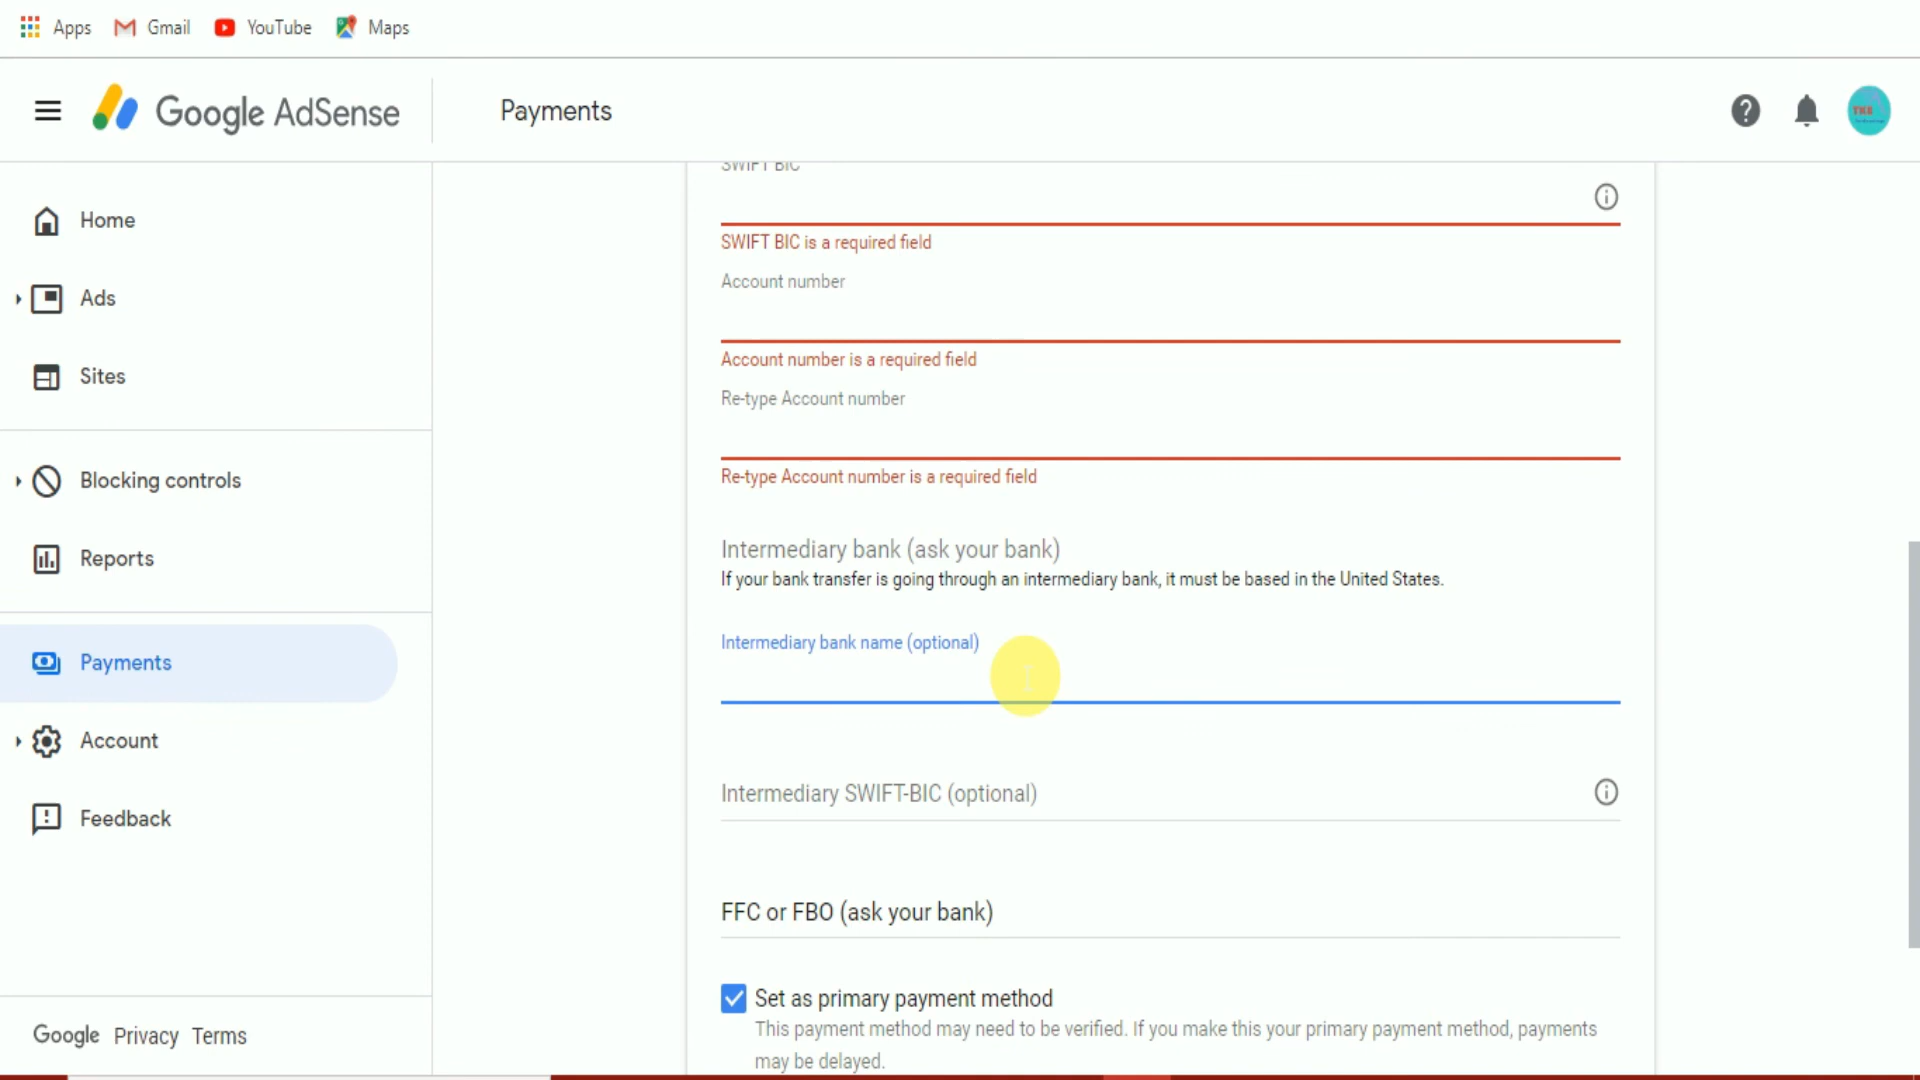 Apps Gmail YouTube Maps
Google AdSense
Payments
Home
Ads
Sites
Blocking controls
Reports
Payments
Account
Feedback
Google Privacy Terms
SWIFT BIC
SWIFT BIC is a required field
Account number
Account number is a required field
Re-type Account number
Re-type Account number is a required field
Intermediary bank (ask your bank)
If your bank transfer is going through an intermediary bank, it must be based in the United States.
Intermediary bank name (optional)
Intermediary SWIFT-BIC (optional)
FFC or FBO (ask your bank)
Set as primary payment method
This payment method may need to be verified. If you make this your primary payment method, payments
may be delayed.